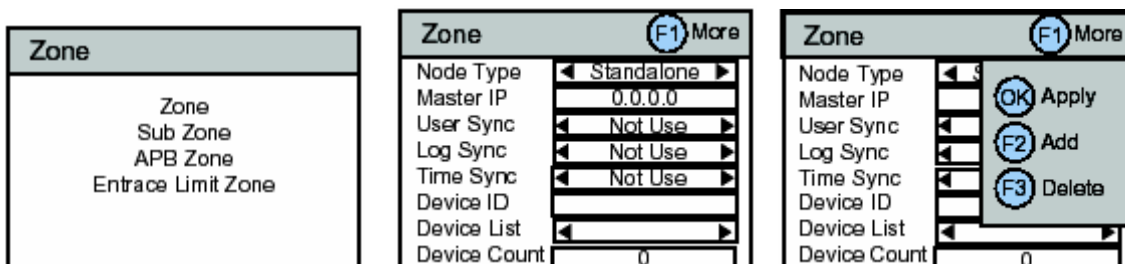 Zone
Zone
Sub Zone
APB Zone
Entrace Limit Zone
Zone F1 More
Node Type Standalone
Master IP 0.0.0.0
User Sync Not Use
Log Sync Not Use
Time Sync Not Use
Device ID
Device List
Device Count 0
Zone F1 More
Node Type S
Master IP
User Sync
Log Sync
Time Sync
Device ID
Device List
Device Count 0
OK Apply
F2 Add
F3 Delete